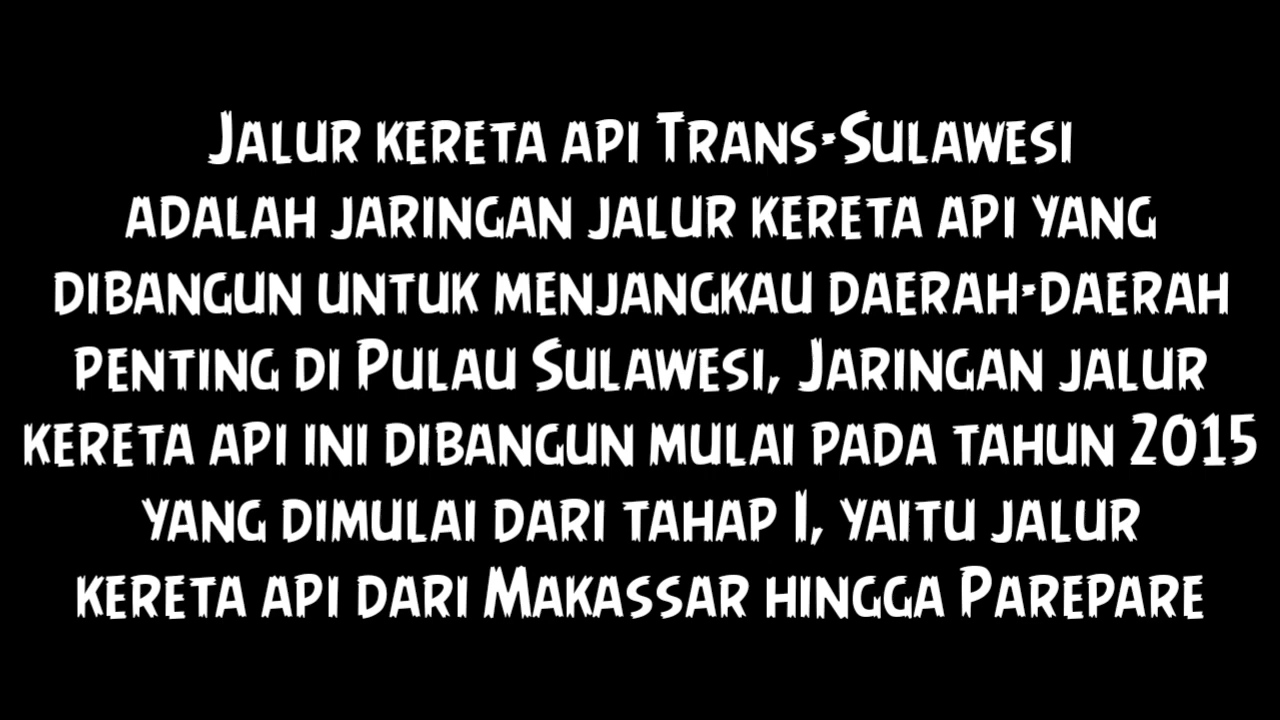 Jalur kereta api Trans-Sulawesi
adalah jaringan jalur kereta api yang
dibangun untuk menjangkau daerah-daerah
penting di Pulau Sulawesi, Jaringan jalur
kereta api ini dibangun mulai pada tahun 2015
yang dimulai dari tahap I, yaitu jalur
kereta api dari Makassar hingga Parepare